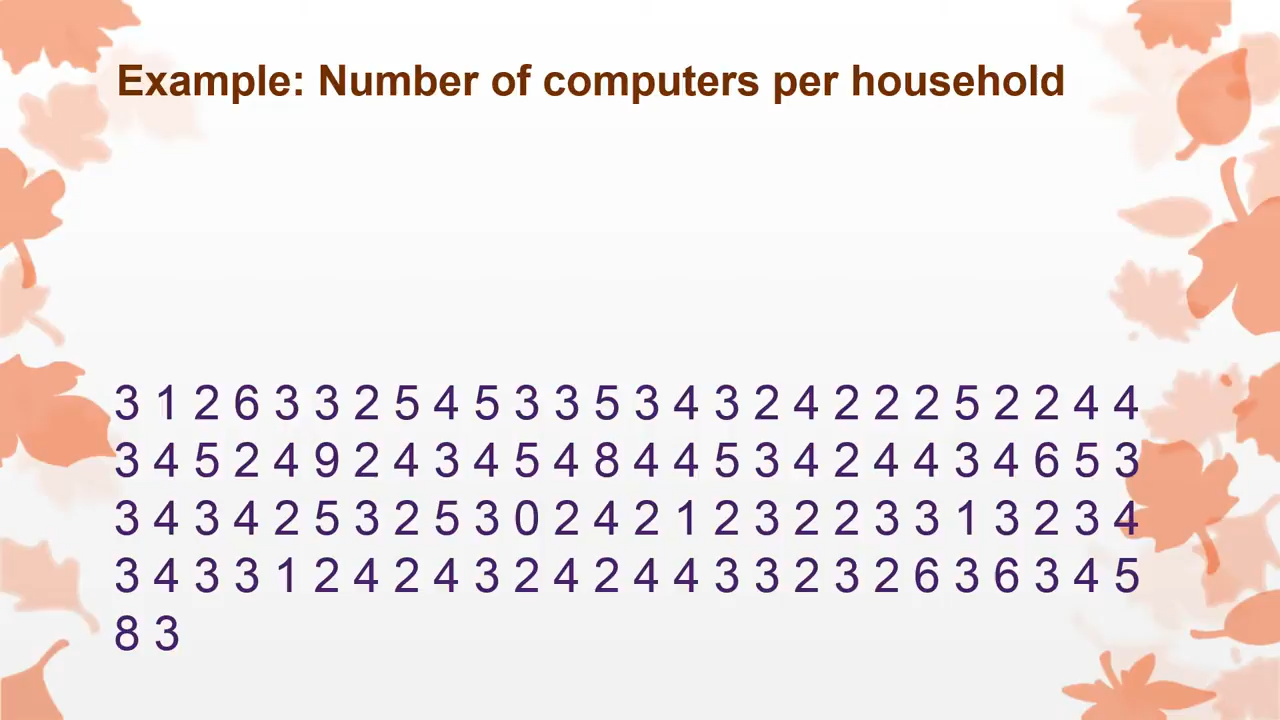 Example: Number of computers per household
3 1 2 6 3 3 2 5 4 5 3 3 5 3 4 3 2 4 2 2 2 5 2 2 4 4
3 4 5 2 4 9 2 4 3 4 5 4 8 4 4 5 3 4 2 4 4 3 4 6 5 3
3 4 3 4 2 5 3 2 5 3 0 2 4 2 1 2 3 2 2 3 3 1 3 2 3 4
3 4 3 3 1 2 4 2 4 3 2 4 2 4 4 3 3 2 3 2 6 3 6 3 4 5
8 3